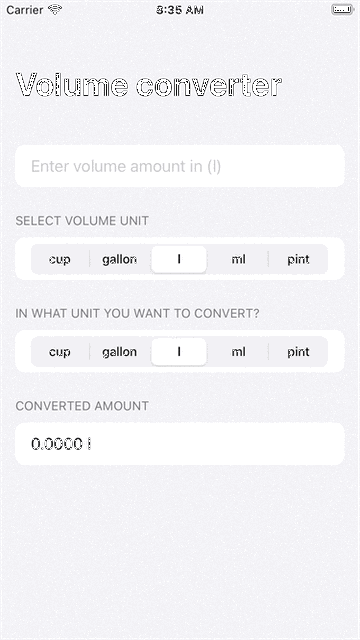 Carrier 8:35 AM
Volume converter
Enter volume amount in (l)
SELECT VOLUME UNIT
cup gallon l ml pint
IN WHAT UNIT YOU WANT TO CONVERT?
cup gallon l ml pint
CONVERTED AMOUNT
0.0000 l